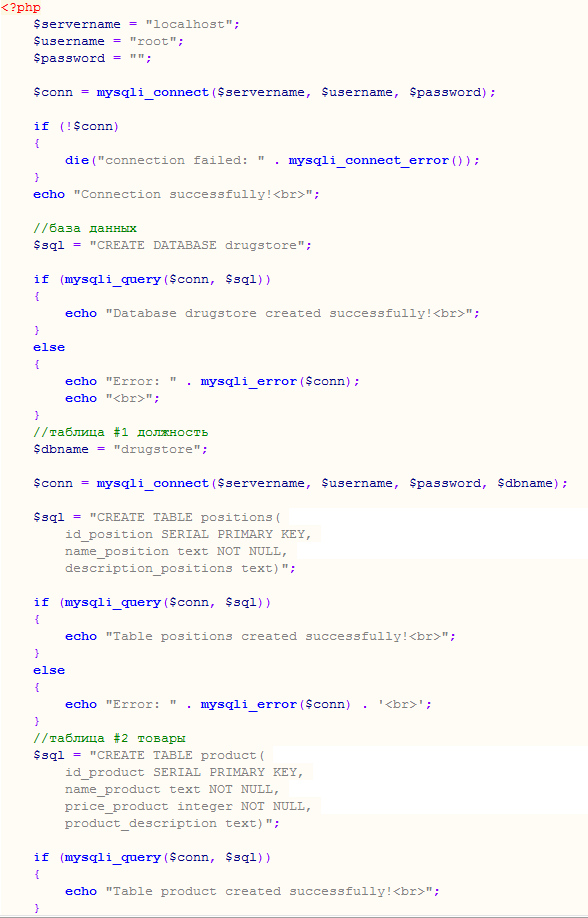 <?php
$servername = "localhost";
$username = "root";
$password = "";
$conn = mysqli_connect($servername, $username, $password);
if (!$conn)
{
die("connection failed: " . mysqli_connect_error());
}
echo "Connection successfully!<br>";
//база данных
$sql = "CREATE DATABASE drugstore";
if (mysqli_query($conn, $sql))
{
echo "Database drugstore created successfully!<br>";
}
else
{
echo "Error: " . mysqli_error($conn);
echo "<br>";
}
//таблица #1 должность
$dbname = "drugstore";
$conn = mysqli_connect($servername, $username, $password, $dbname);
$sql = "CREATE TABLE positions(
id_position SERIAL PRIMARY KEY,
name_position text NOT NULL,
description_positions text)";
if (mysqli_query($conn, $sql))
{
echo "Table positions created successfully!<br>";
}
else
{
echo "Error: " . mysqli_error($conn) . '<br>';
}
//таблица #2 товары
$sql = "CREATE TABLE product(
id_product SERIAL PRIMARY KEY,
name_product text NOT NULL,
price_product integer NOT NULL,
product_description text)";
if (mysqli_query($conn, $sql))
{
echo "Table product created successfully!<br>";
}